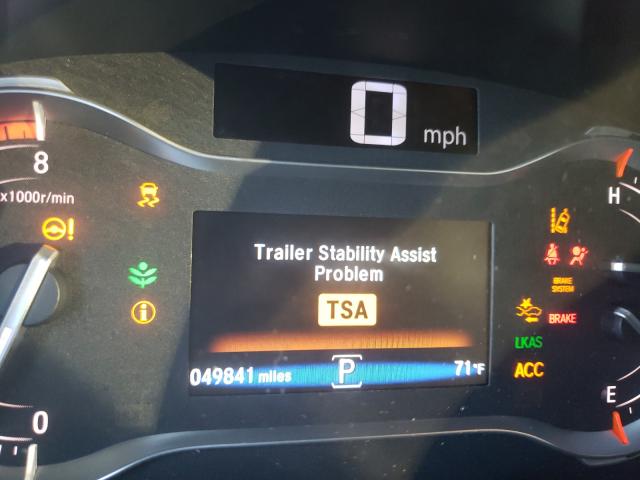 0 mph
8
x1000r/min
H
Trailer Stability Assist
Problem
TSA
BRAKE
SYSTEM
BRAKE
LKAS
ACC
049841 miles
P
71°F
E
0